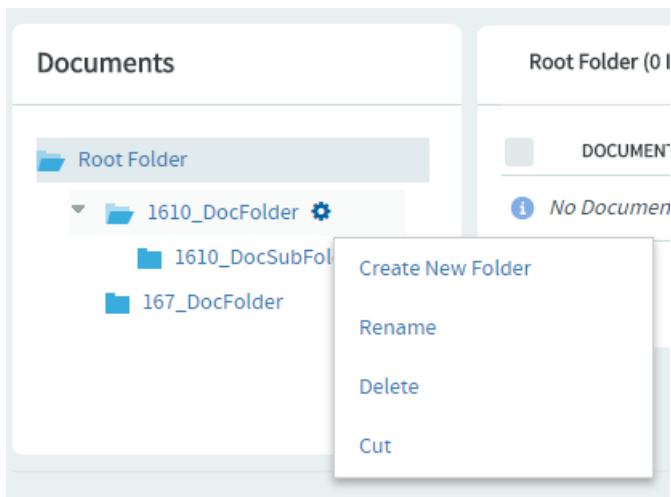 Documents
Root Folder (0
Root Folder
DOCUMENT
1610_DocFolder
No Documen
1610_DocSubFol
167_DocFolder
Create New Folder
Rename
Delete
Cut